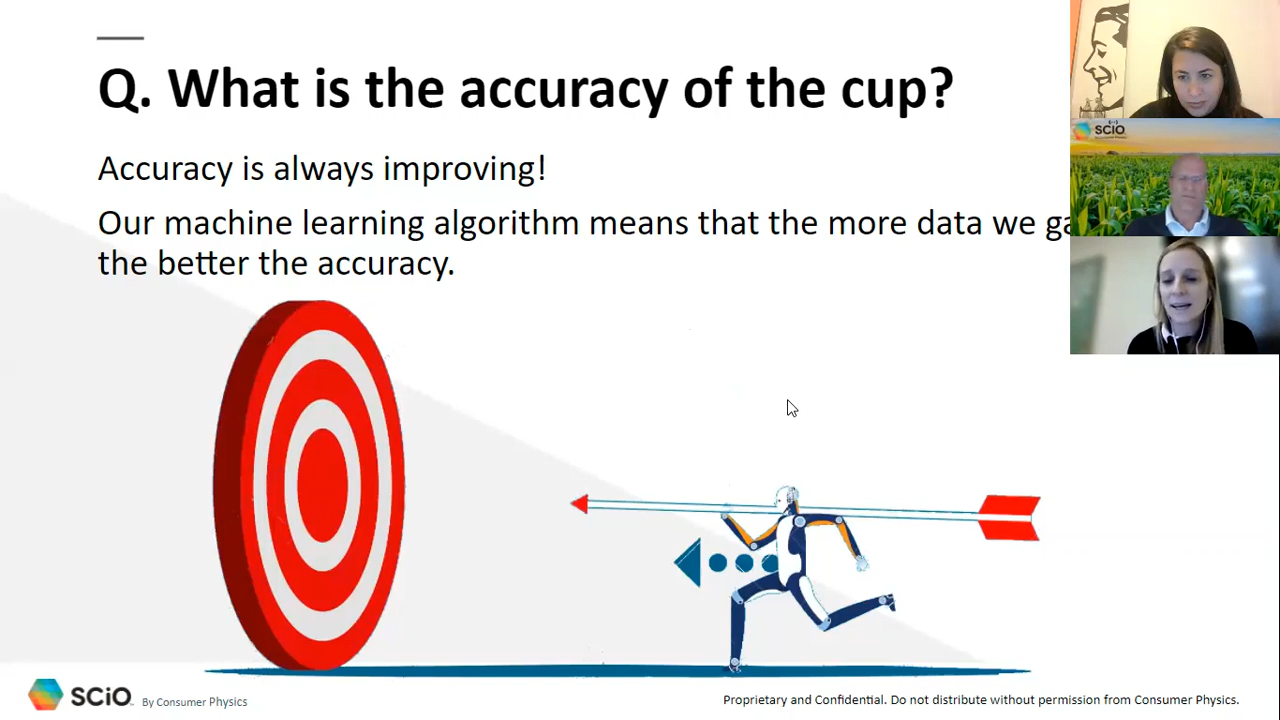 Q. What is the accuracy of the cup?
Accuracy is always improving!
Our machine learning algorithm means that the more data we
the better the accuracy.
SCiO
SCiO
By Consumer Physics
Proprietary and Confidential. Do not distribute without permission from Consumer Physics.